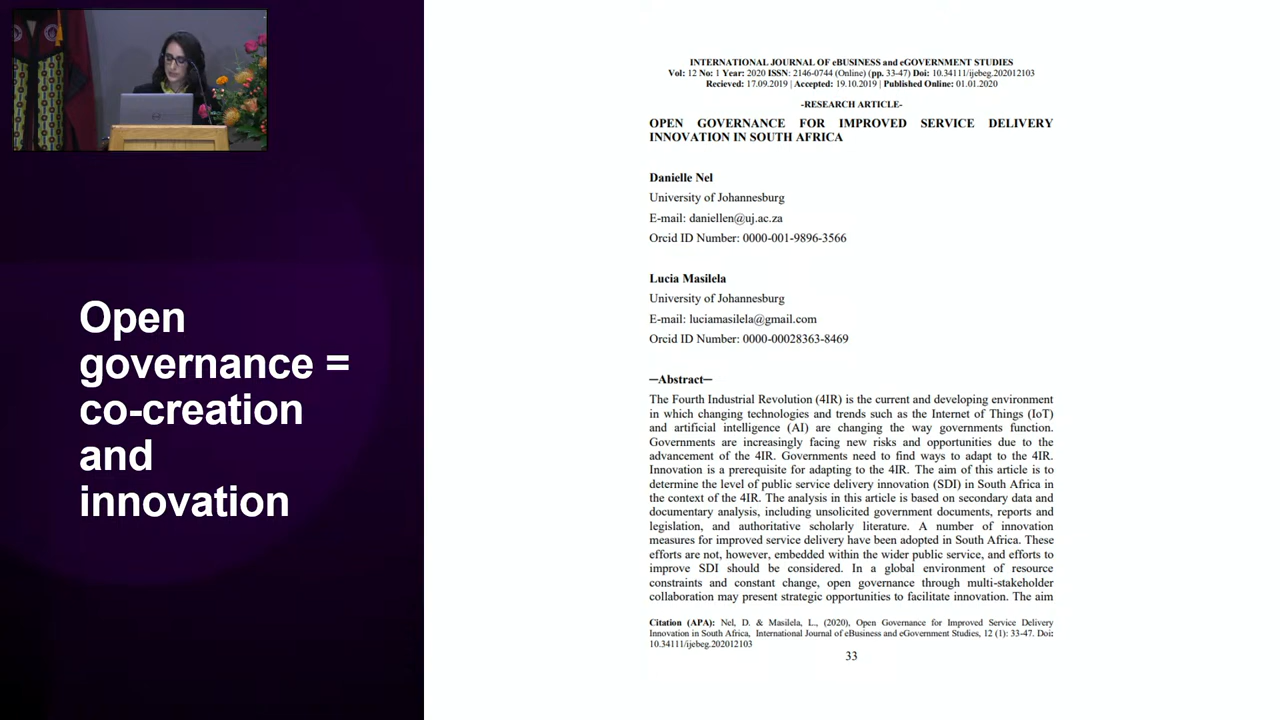 Open
governance =
co-creation
and
innovation
INTERNATIONAL JOURNAL OF eBUSINESS and eGOVERNMENT STUDIES
Vol: 12 No: 1 Year: 2020 ISSN: 2146-0744 (Online) (pp. 33-47) Doi: 10.34111/ijebeg.202012103
Recieved: 17.09.2019 | Accepted: 19.10.2019 | Published Online: 01.01.2020
-RESEARCH ARTICLE-
OPEN GOVERNANCE FOR IMPROVED SERVICE DELIVERY
INNOVATION IN SOUTH AFRICA
Danielle Nel
University of Johannesburg
E-mail: daniellen@uj.ac.za
Orcid ID Number: 0000-001-9896-3566
Lucia Masilela
University of Johannesburg
E-mail: luciamasilela@gmail.com
Orcid ID Number: 0000-00028363-8469
—Abstract—
The Fourth Industrial Revolution (4IR) is the current and developing environment
in which changing technologies and trends such as the Internet of Things (IoT)
and artificial intelligence (AI) are changing the way governments function.
Governments are increasingly facing new risks and opportunities due to the
advancement of the 4IR. Governments need to find ways to adapt to the 4IR.
Innovation is a prerequisite for adapting to the 4IR. The aim of this article is to
determine the level of public service delivery innovation (SDI) in South Africa in
the context of the 4IR. The analysis in this article is based on secondary data and
documentary analysis, including unsolicited government documents, reports and
legislation, and authoritative scholarly literature. A number of innovation
measures for improved service delivery have been adopted in South Africa. These
efforts are not, however, embedded within the wider public service, and efforts to
improve SDI should be considered. In a global environment of resource
constraints and constant change, open governance through multi-stakeholder
collaboration may present strategic opportunities to facilitate innovation. The aim
Citation (APA): Nel, D. & Masilela, L., (2020), Open Governance for Improved Service Delivery
Innovation in South Africa, International Journal of eBusiness and eGovernment Studies, 12 (1): 33-47. Doi:
10.34111/ijebeg.202012103
33